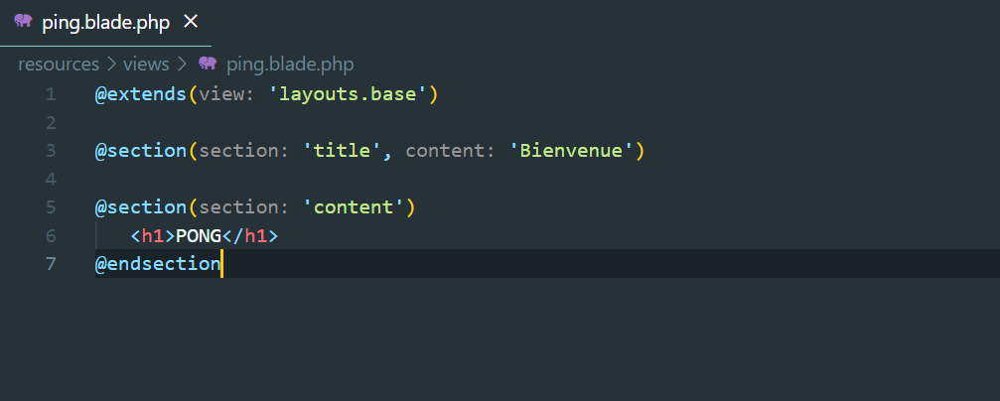 ping.blade.php ×
resources > views > ping.blade.php
1 @extends(view: 'layouts.base')
2
3 @section(section: 'title', content: 'Bienvenue')
4
5 @section(section: 'content')
6 <h1>PONG</h1>
7 @endsection